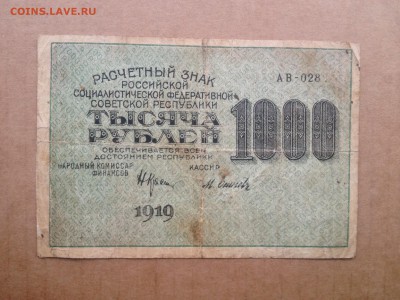 COINS.LAVE.RU
РАСЧЕТНЫЙ ЗНАК
РОССИЙСКОЙ
СОЦИАЛИСТИЧЕСКОЙ ФЕДЕРАТИВНОЙ
СОВЕТСКОЙ РЕСПУБЛИКИ
АВ-028
ТЫСЯЧА
РУБЛЕЙ
1000
ОБЕСПЕЧИВАЕТСЯ ВСЕМ
ДОСТОЯНИЕМ РЕСПУБЛИКИ
НАРОДНЫЙ КОМИССАР
ФИНАНСОВ
КАССИР
1919